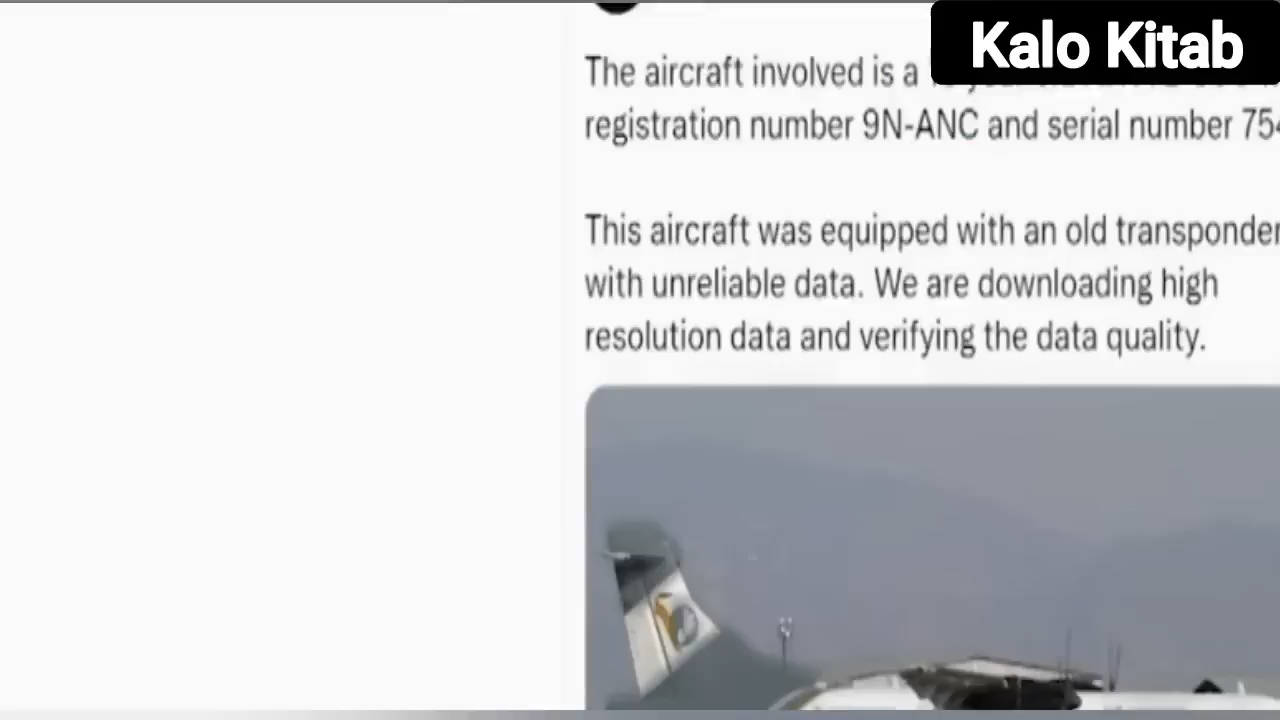 Kalo Kitab
The aircraft involved is a
registration number 9N-ANC and serial number 75
This aircraft was equipped with an old transponder
with unreliable data. We are downloading high
resolution data and verifying the data quality.